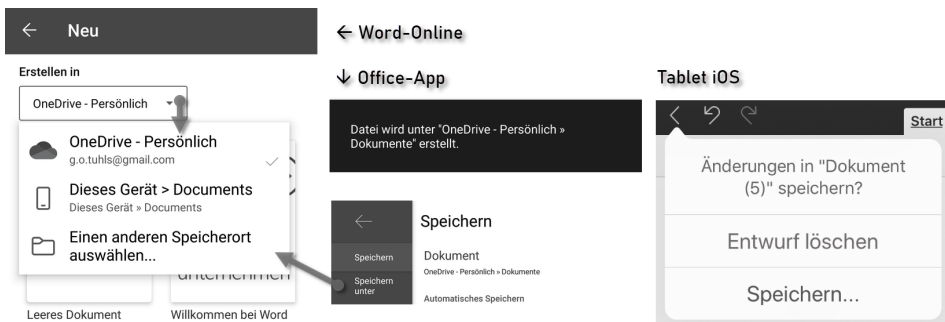 ← Neu
Erstellen in
OneDrive - Persönlich
OneDrive - Persönlich
g.o.tuhls@gmail.com
Dieses Gerät > Documents
Dieses Gerät » Documents
Einen anderen Speicherort
auswählen...
unternehmen
Leeres Dokument
Willkommen bei Word
← Word-Online
↓ Office-App
Datei wird unter "OneDrive - Persönlich »
Dokumente" erstellt.
Speichern
Speichern
Speichern
unter
Dokument
OneDrive - Persönlich » Dokumente
Automatisches Speichern
Tablet iOS
Start
Änderungen in "Dokument
(5)" speichern?
Entwurf löschen
Speichern...